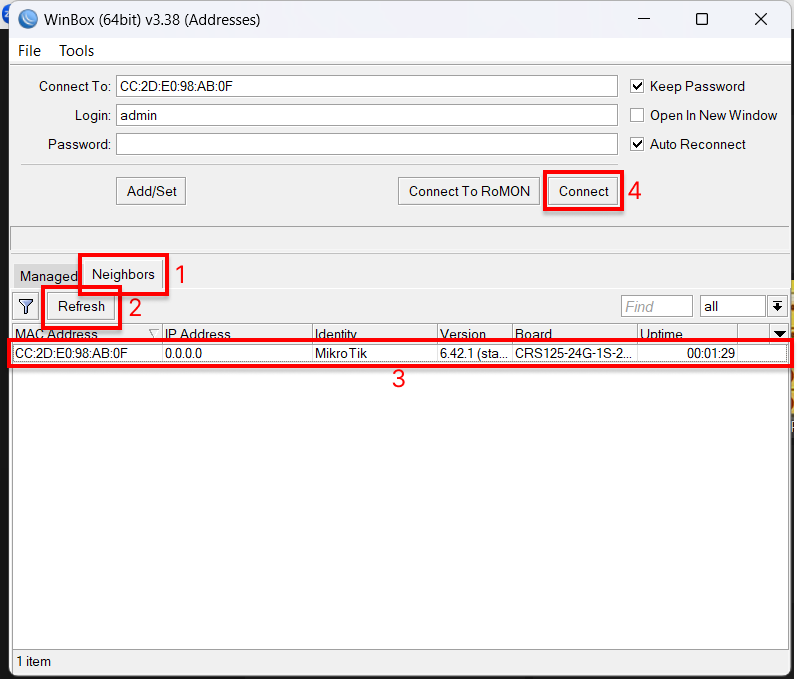 WinBox (64bit) v3.38 (Addresses)
File Tools
Connect To: CC:2D:E0:98:AB:0F Keep Password
Login: admin Open In New Window
Password: Auto Reconnect
Add/Set Connect To RoMON Connect 4
Managed Neighbors 1
Refresh 2 Find all
MAC Address IP Address Identity Version Board Uptime
CC:2D:E0:98:AB:0F 0.0.0.0 MikroTik 6.42.1 (sta... CRS125-24G-1S-2... 00:01:29
3
1 item